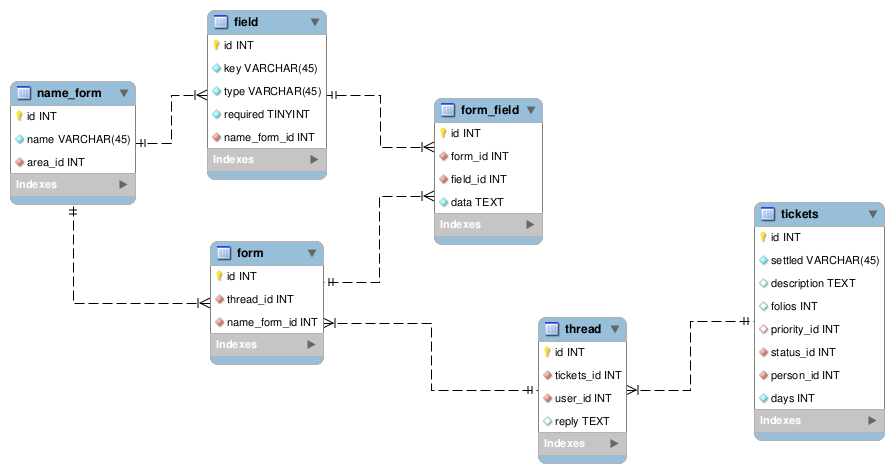 field
id INT
key VARCHAR(45)
type VARCHAR(45)
required TINYINT
name_form_id INT
Indexes
name_form
id INT
name VARCHAR(45)
area_id INT
Indexes
form_field
id INT
form_id INT
field_id INT
data TEXT
Indexes
form
id INT
thread_id INT
name_form_id INT
Indexes
tickets
id INT
settled VARCHAR(45)
description TEXT
folios INT
priority_id INT
status_id INT
person_id INT
days INT
Indexes
thread
id INT
tickets_id INT
user_id INT
reply TEXT
Indexes